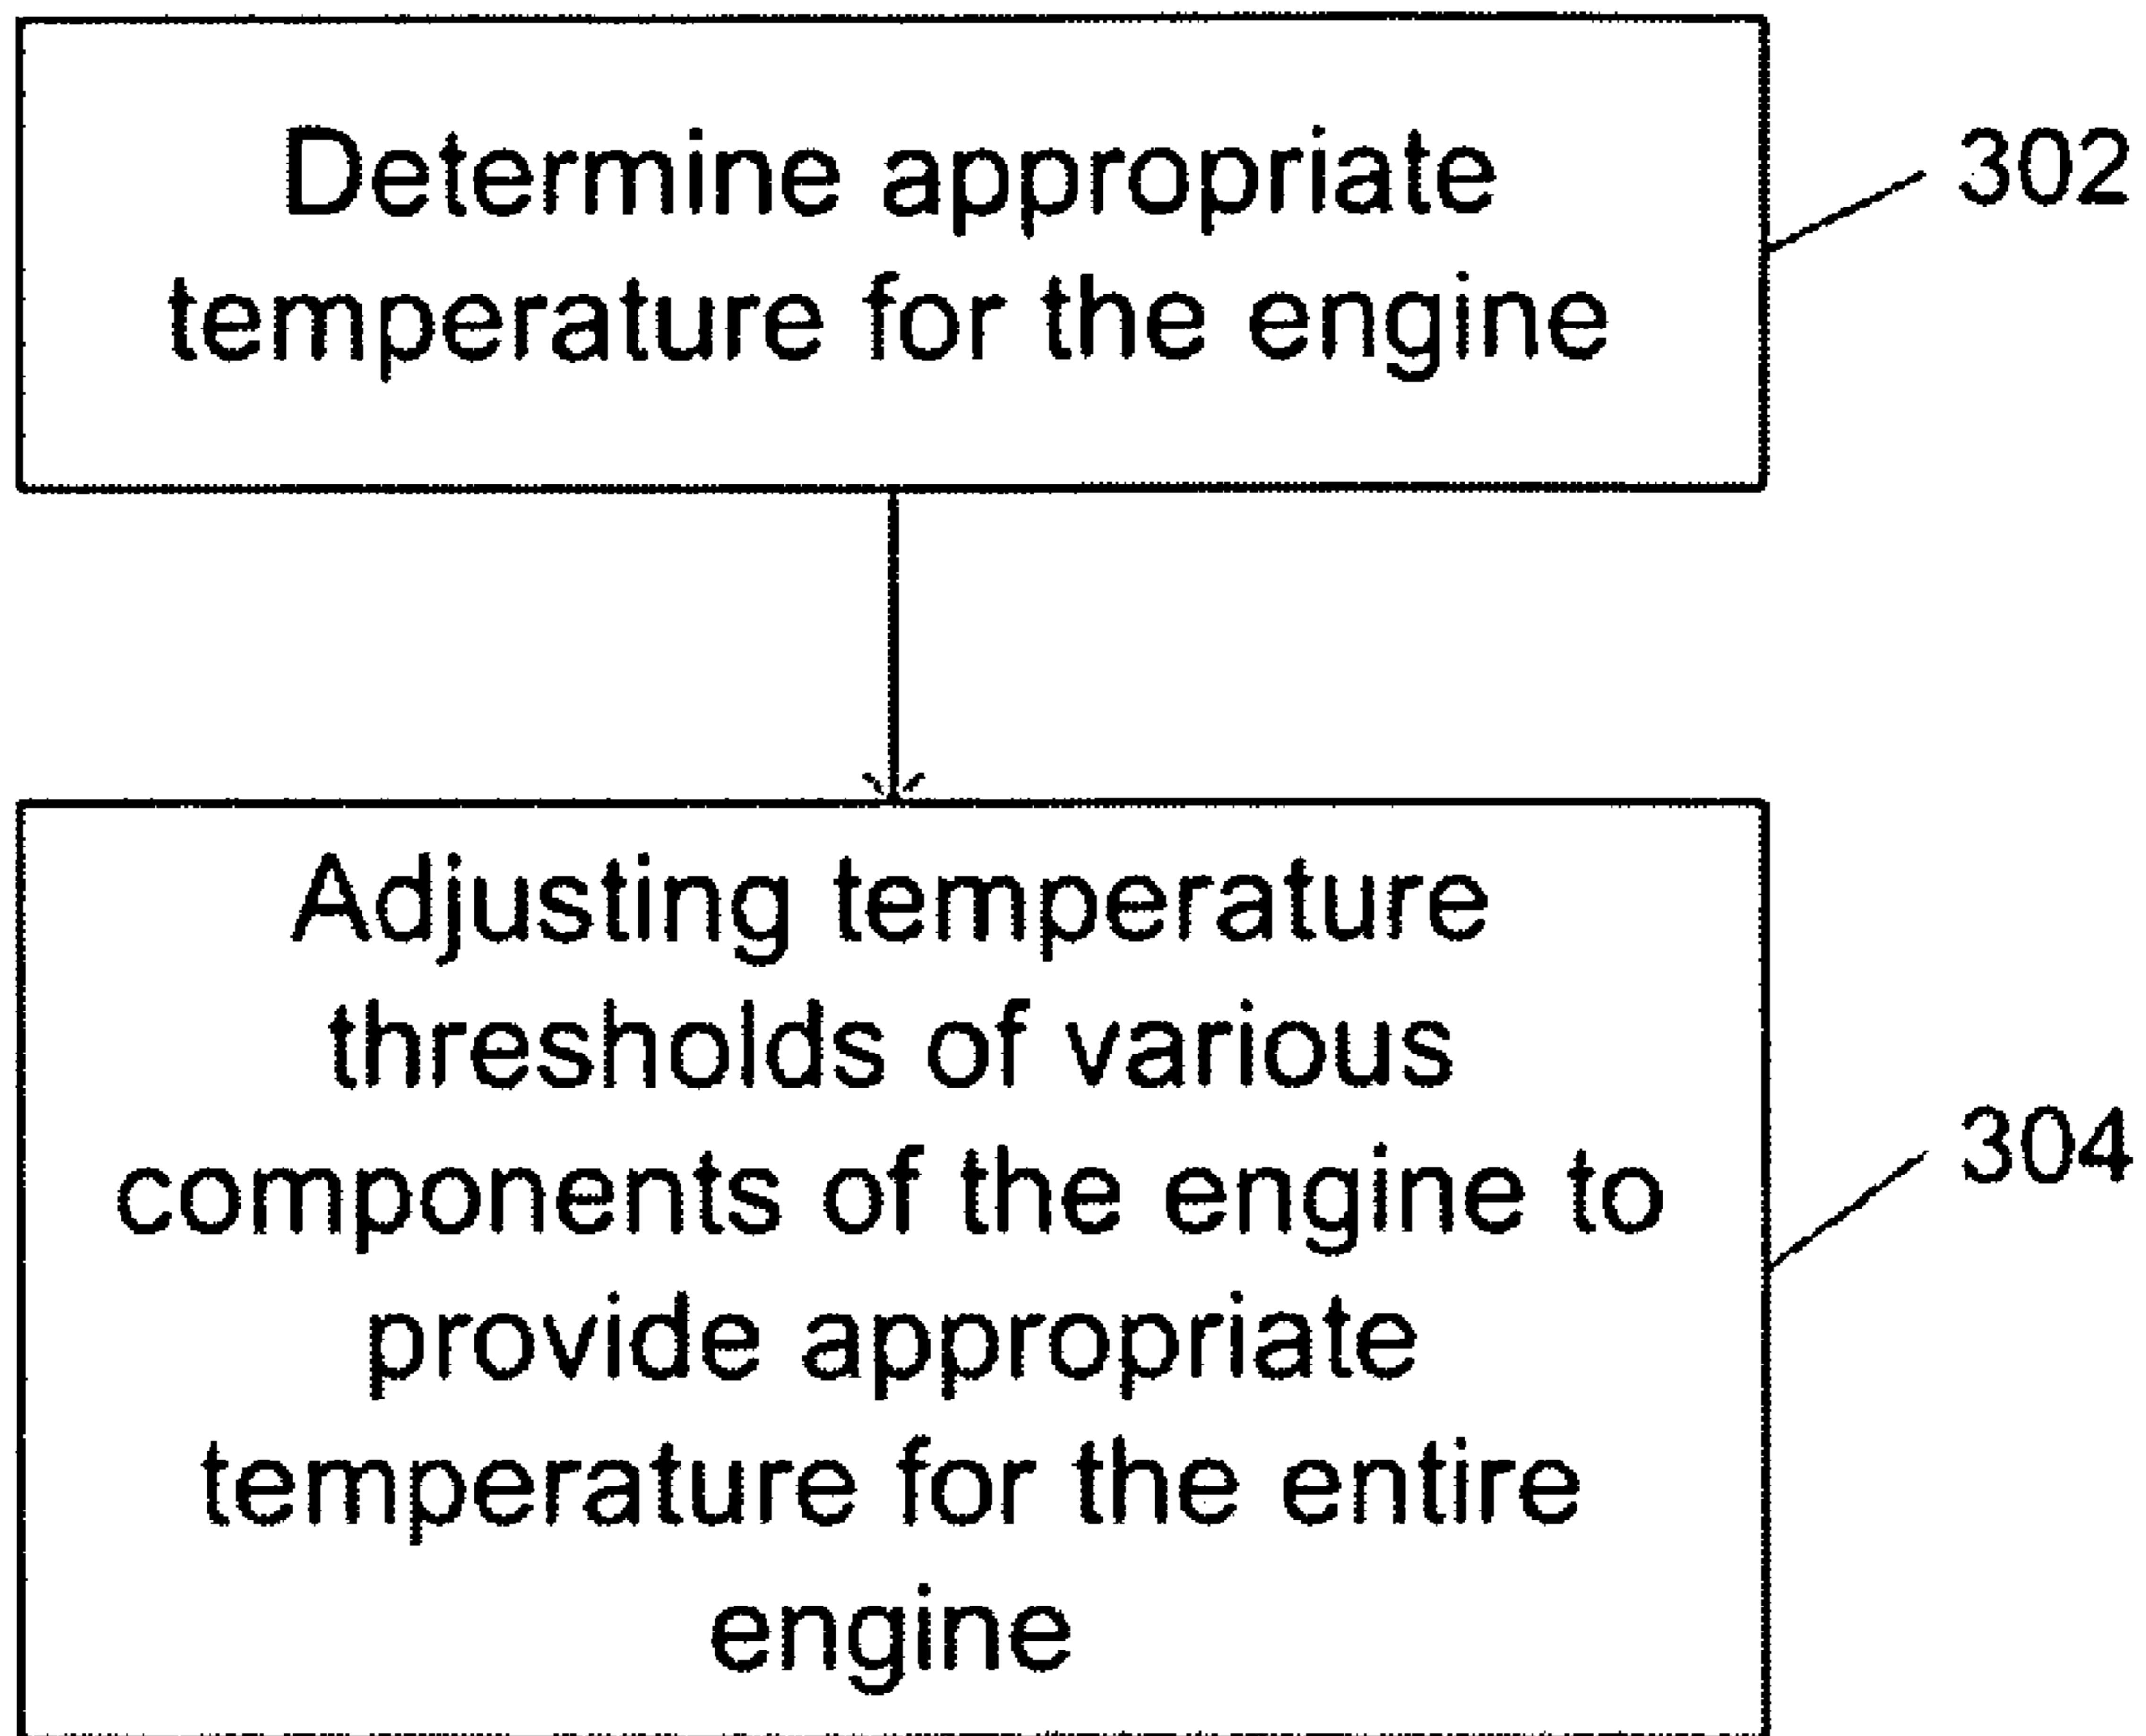 Determine appropriate
temperature for the engine
302
Adjusting temperature
thresholds of various
components of the engine to
provide appropriate
temperature for the entire
engine
304